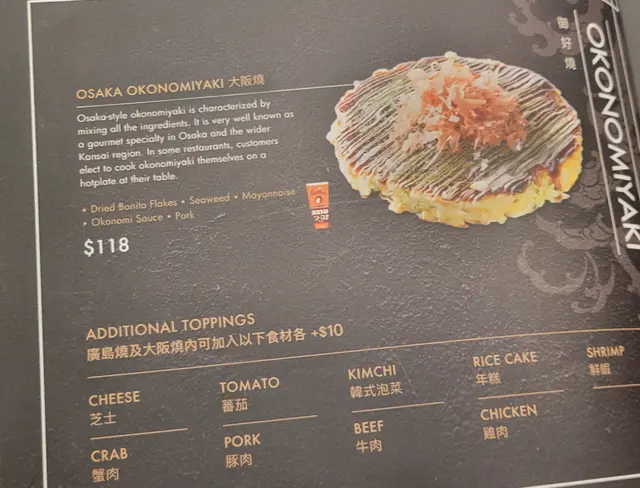 御好燒
OKONOMIYAKI
OSAKA OKONOMIYAKI 大阪燒
Osaka-style okonomiyaki is characterized by
mixing all the ingredients. It is very well known as
a gourmet specialty in Osaka and the wider
Kansai region. In some restaurants, customers
elect to cook okonomiyaki themselves on a
hotplate at their table.
• Dried Bonito Flakes • Seaweed • Mayonnaise
• Okonomi Sauce • Pork
$118
ADDITIONAL TOPPINGS
廣島燒及大阪燒內可加入以下食材各 +$10
CHEESE
芝士
TOMATO
蕃茄
KIMCHI
韓式泡菜
RICE CAKE
年糕
SHRIMP
鮮蝦
CRAB
蟹肉
PORK
豚肉
BEEF
牛肉
CHICKEN
雞肉